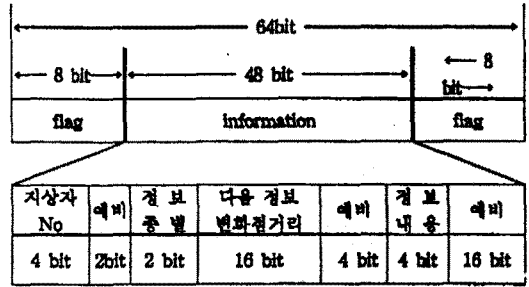 64bit
8 bit 48 bit 8
bit
flag information flag
지상자 예비 정 보 다음 정보 예비 정 보 예비
No 종 별 변화점거리 내 용
4 bit 2bit 2 bit 16 bit 4 bit 4 bit 16 bit